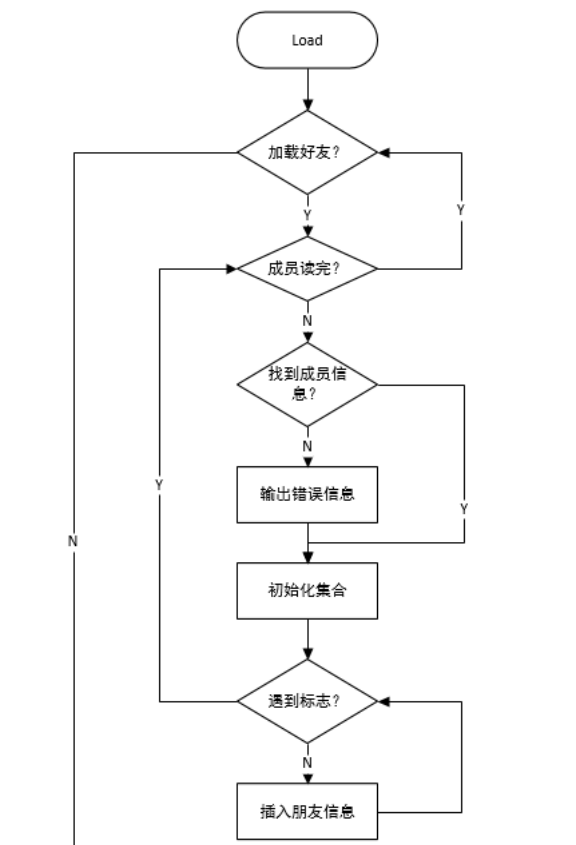 Load
加载好友？
Y
Y
成员读完？
N
找到成员信
息？
N
输出错误信息
Y
Y
N
初始化集合
遇到标志？
N
插入朋友信息